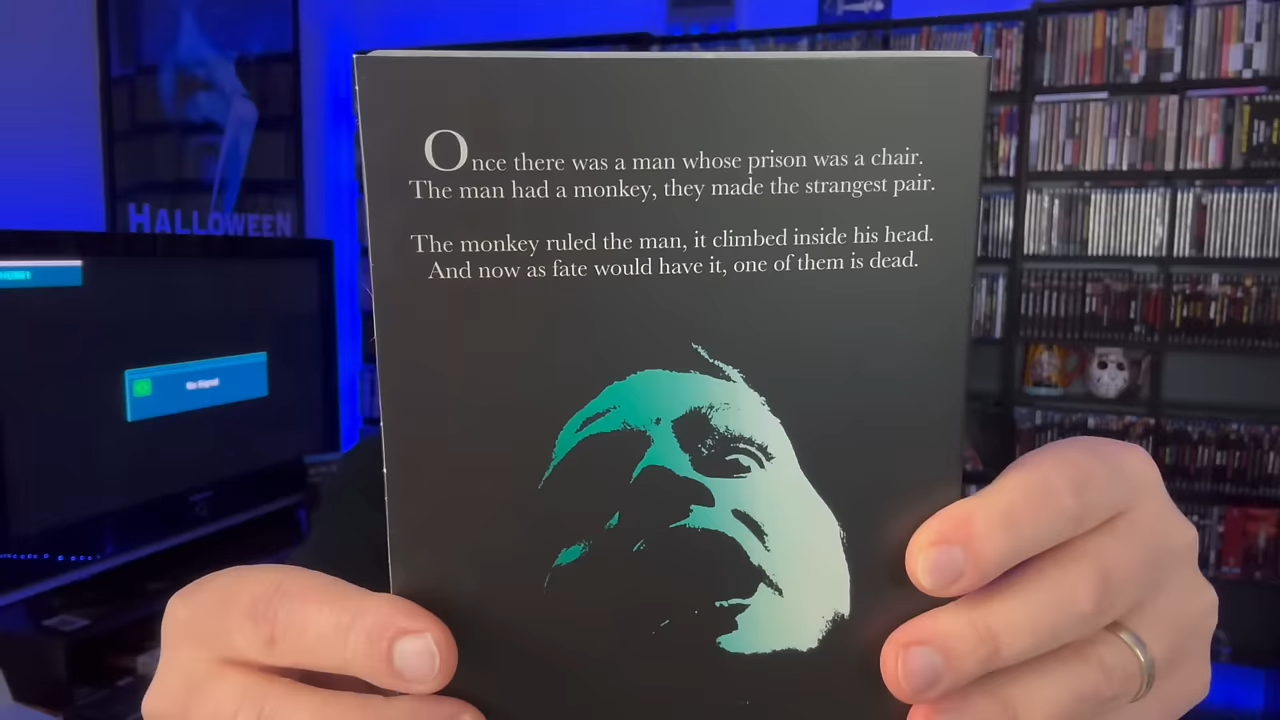 Once there was a man whose prison was a chair.
The man had a monkey, they made the strangest pair.
The monkey ruled the man, it climbed inside his head.
And now as fate would have it, one of them is dead.
HALLOWEEN
No Signal